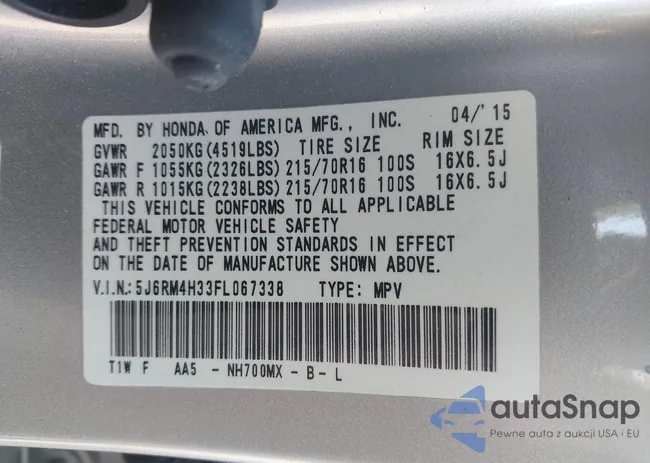 MFD. BY HONDA OF AMERICA MFG., INC. 04/'15
GVWR 2050KG(4519LBS) TIRE SIZE RIM SIZE
GAWR F 1055KG(2326LBS) 215/70R16 100S 16X6.5J
GAWR R 1015KG(2238LBS) 215/70R16 100S 16X6.5J
THIS VEHICLE CONFORMS TO ALL APPLICABLE
FEDERAL MOTOR VEHICLE SAFETY
AND THEFT PREVENTION STANDARDS IN EFFECT
ON THE DATE OF MANUFACTURE SHOWN ABOVE.
V.I.N.:5J6RM4H33FL067338 TYPE: MPV
T1W F AA5 - NH700MX - B - L
autaSnap
Pewne auta z aukcji USA i EU